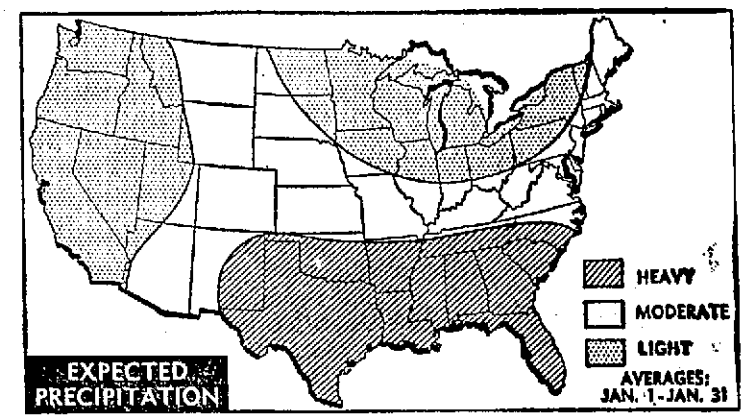 HEAVY
MODERATE
LIGHT
AVERAGES:
JAN. 1-JAN. 31
EXPECTED
PRECIPITATION